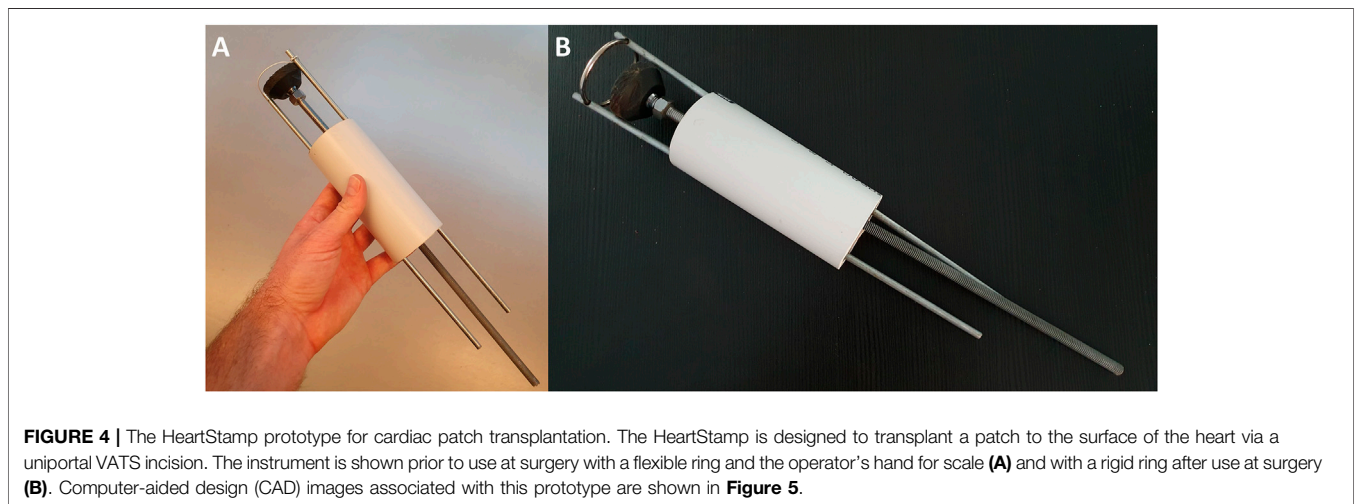 A
B
FIGURE 4 | The HeartStamp prototype for cardiac patch transplantation. The HeartStamp is designed to transplant a patch to the surface of the heart via a
uniportal VATS incision. The instrument is shown prior to use at surgery with a flexible ring and the operator's hand for scale (A) and with a rigid ring after use at surgery
(B). Computer-aided design (CAD) images associated with this prototype are shown in Figure 5.